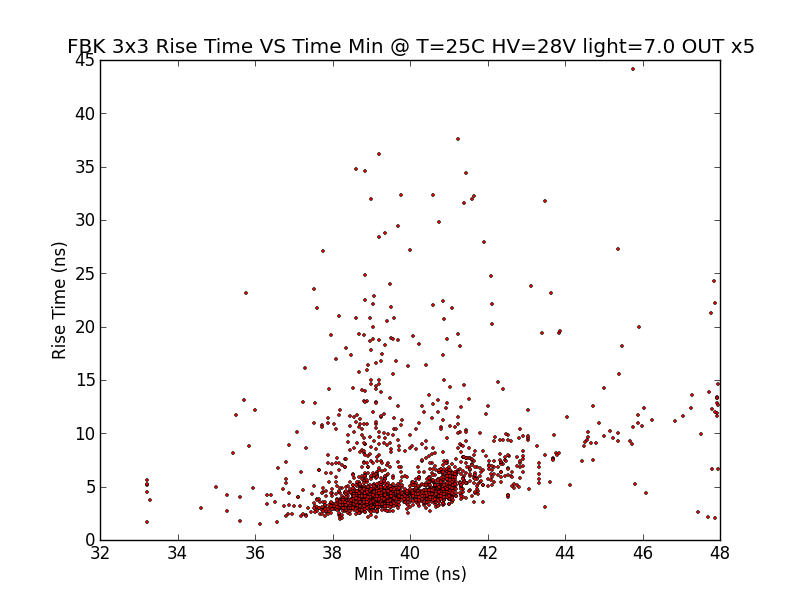 FBK 3x3 Rise Time VS Time Min @ T=25C HV=28V light=7.0 OUT x5
45
40
35
30
25
20
15
10
5
0
Rise Time (ns)
32 34 36 38 40 42 44 46 48
Min Time (ns)